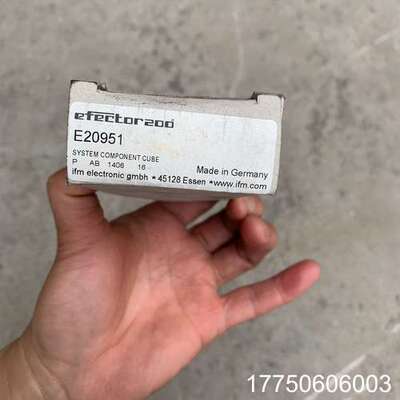 efector200
E20951
SYSTEM COMPONENT CUBE
P AB 1406 16
Made in Germany
ifm electronic gmbh * 45128 Essen *www.ifm.com
17750606003